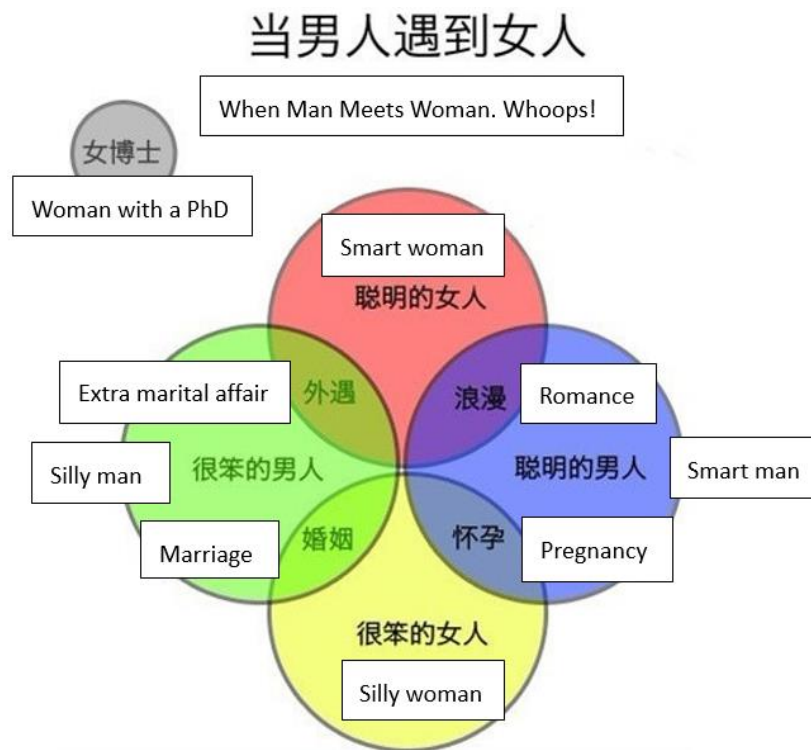 当男人遇到女人
When Man Meets Woman. Whoops!
女博士
Woman with a PhD
Smart woman
聪明的女人
Extra marital affair
外遇
浪漫
Romance
Silly man
很笨的男人
聪明的男人
Smart man
Marriage
婚姻
怀孕
Pregnancy
很笨的女人
Silly woman